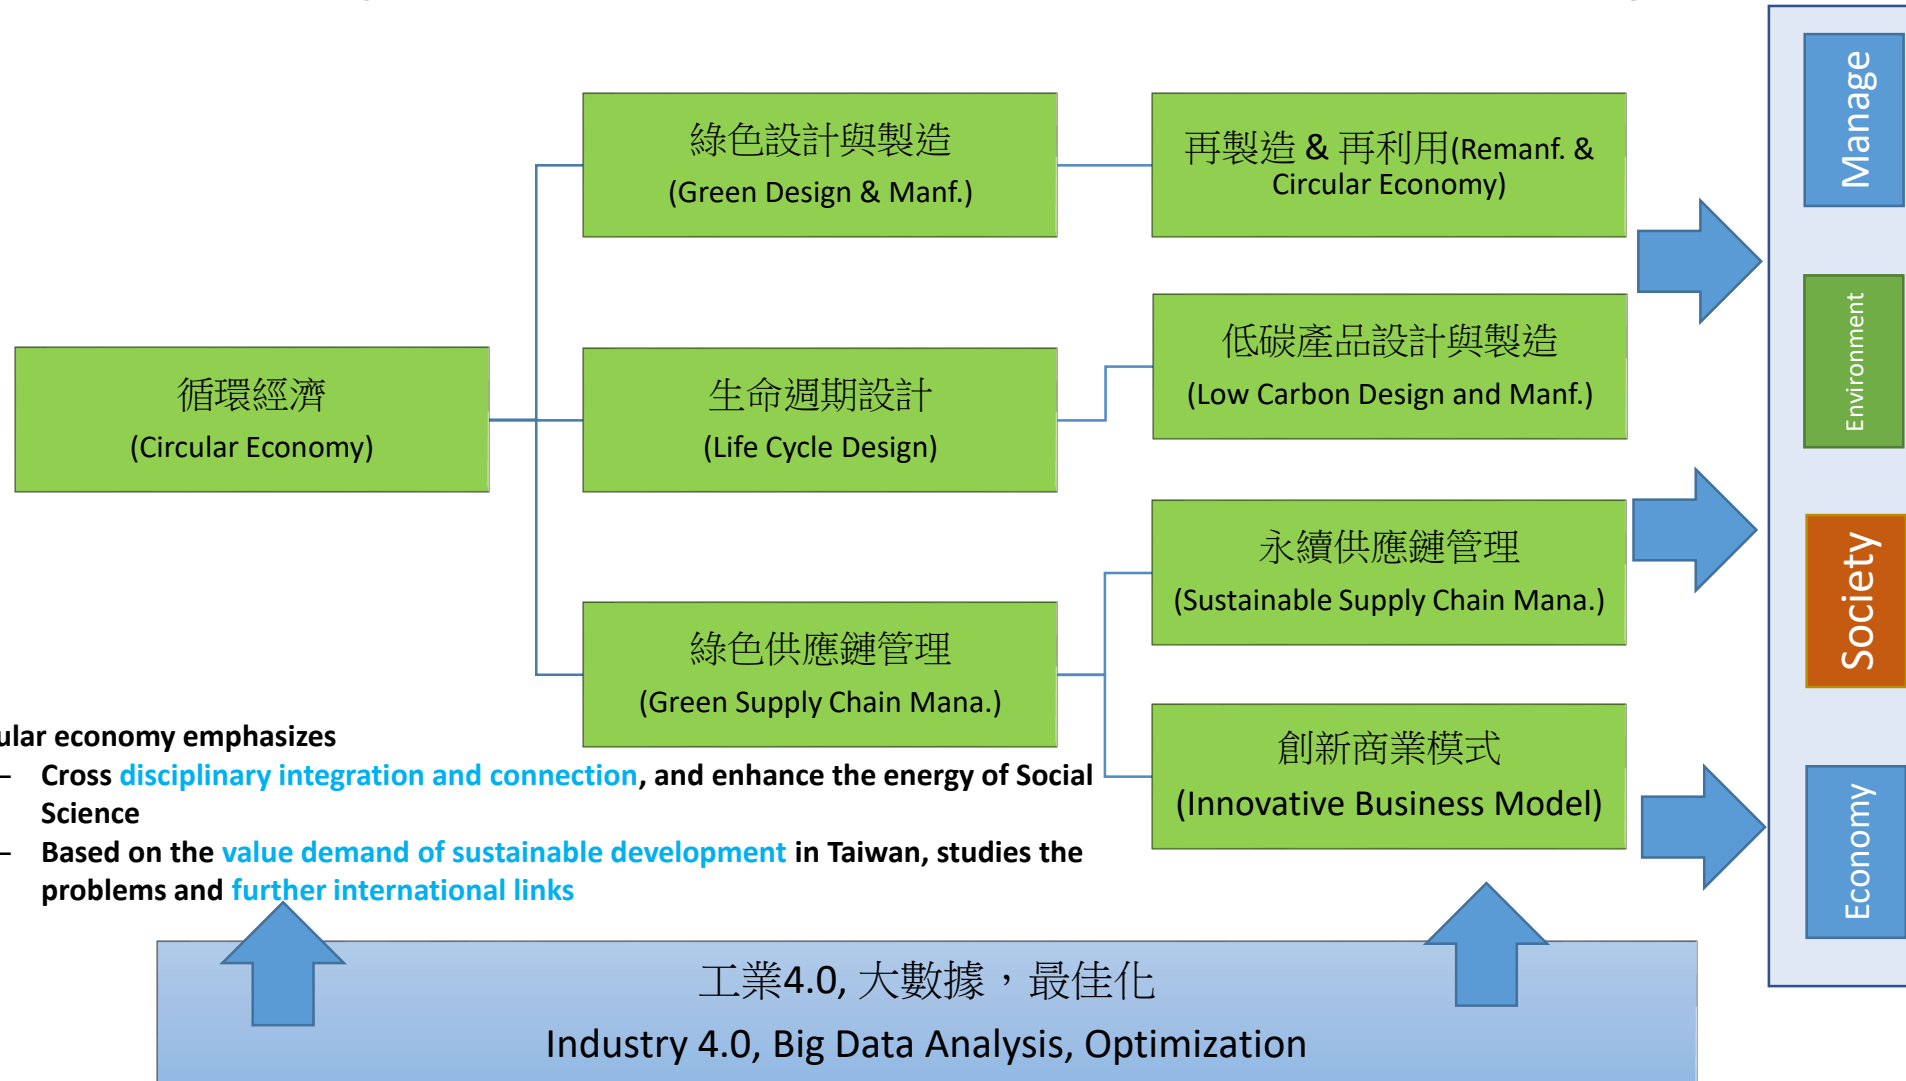 綠色設計與製造
(Green Design & Manf.)
再製造 & 再利用(Remanf. &
Circular Economy)
低碳產品設計與製造
(Low Carbon Design and Manf.)
循環經濟
(Circular Economy)
生命週期設計
(Life Cycle Design)
永續供應鏈管理
(Sustainable Supply Chain Mana.)
綠色供應鏈管理
(Green Supply Chain Mana.)
創新商業模式
(Innovative Business Model)
Manage
Environment
Society
Economy
ular economy emphasizes
– Cross disciplinary integration and connection, and enhance the energy of Social
Science
– Based on the value demand of sustainable development in Taiwan, studies the
problems and further international links
工業4.0, 大數據，最佳化
Industry 4.0, Big Data Analysis, Optimization